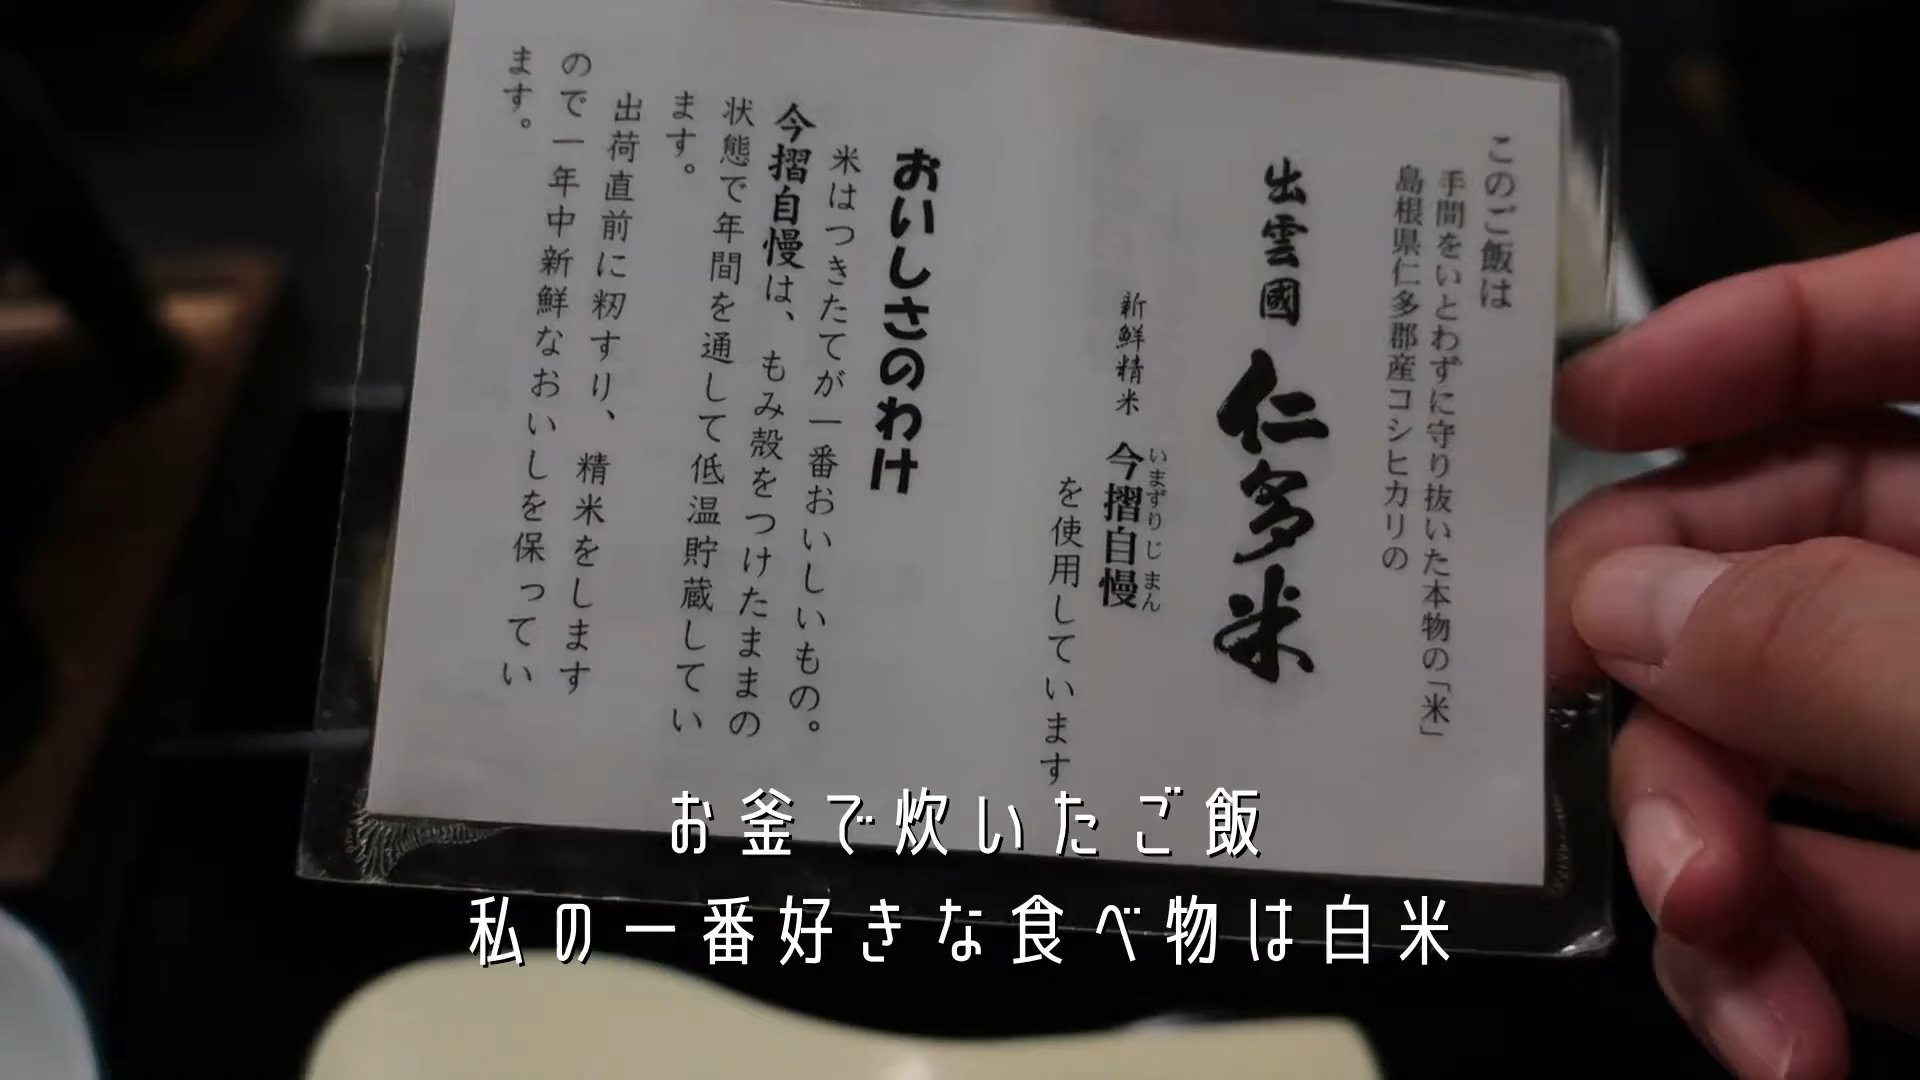 このご飯は
手間をいとわずに守り抜いた本物の「米」
島根県仁多郡産コシヒカリの
出雲國 仁多米
新鮮精米 今摺自慢
いまずりじまん
を使用しています
おいしさのわけ
米はつきたてが一番おいしいもの。
今摺自慢は、もみ殻をつけたままの
状態で年間を通して低温貯蔵してい
ます。
出荷直前に籾すり、精米をします
ので一年中新鮮なおいしを保ってい
ます。
お釜で炊いたご飯
私の一番好きな食べ物は白米